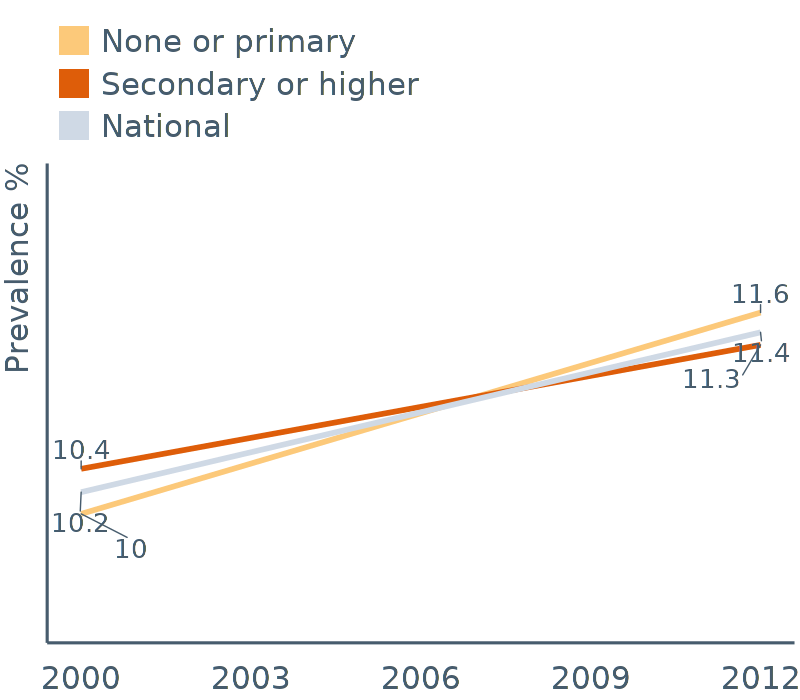 None or primary
Secondary or higher
National
Prevalence %
11.6
11.4
11.3
10.4
10.2
10
2000 2003 2006 2009 2012